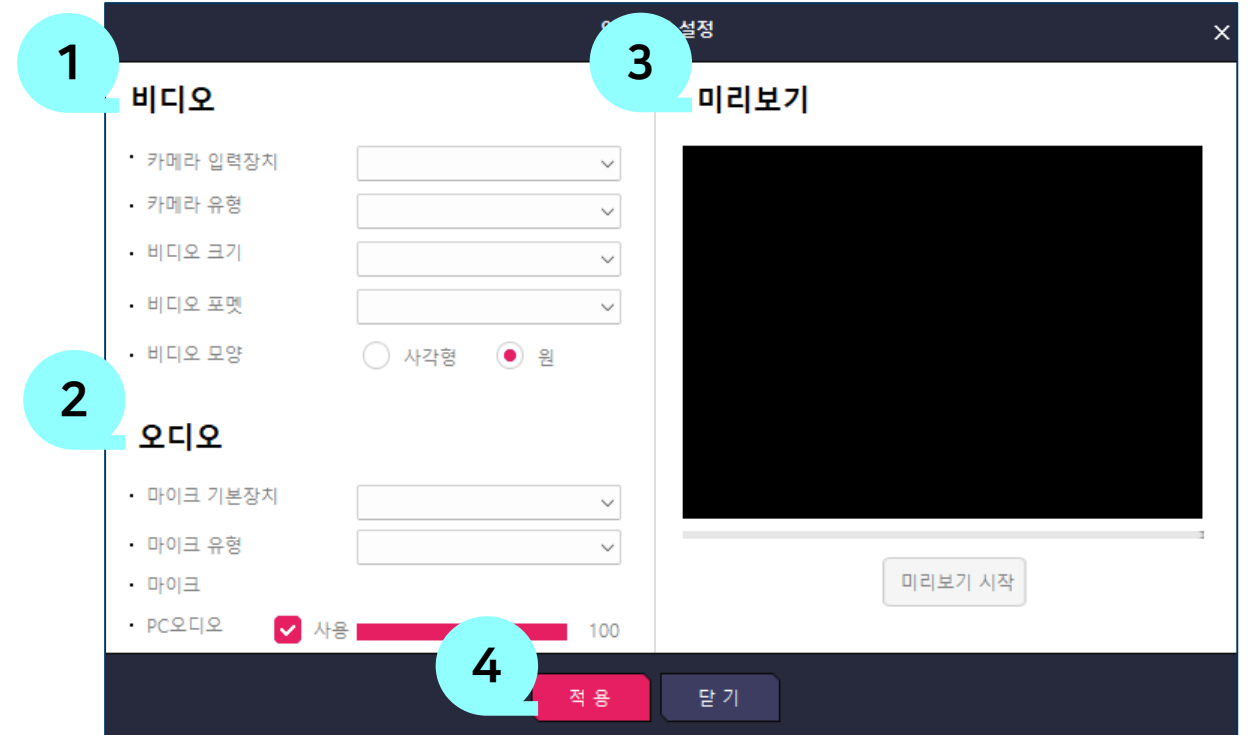 설정
1
비디오
카메라 입력장치
카메라 유형
비디오 크기
비디오 포멧
비디오 모양 사각형 원
2
오디오
마이크 기본장치
마이크 유형
마이크
PC오디오 사용 100
3
미리보기
미리보기 시작
4
적 용
닫 기